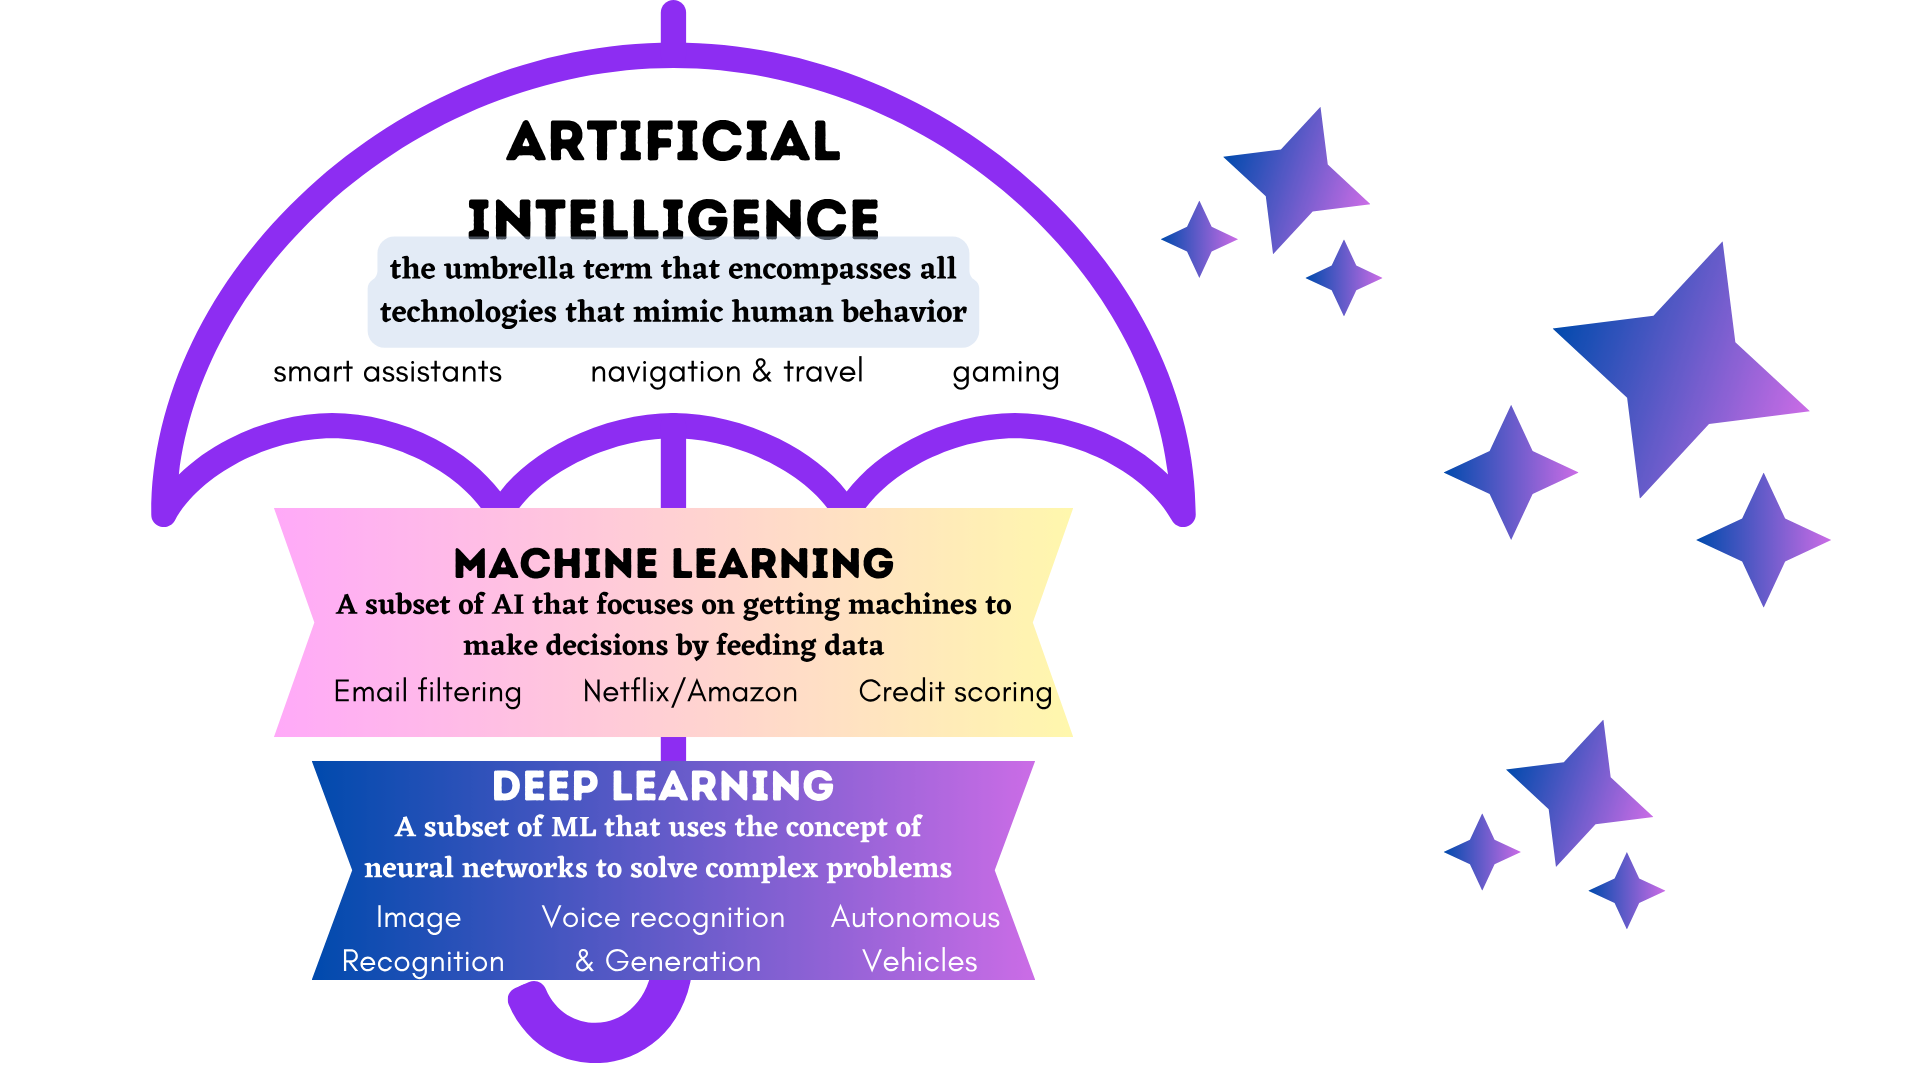 ARTIFICIAL
INTELLIGENCE
the umbrella term that encompasses all
technologies that mimic human behavior
smart assistants navigation & travel gaming
MACHINE LEARNING
A subset of AI that focuses on getting machines to
make decisions by feeding data
Email filtering Netflix/Amazon Credit scoring
DEEP LEARNING
A subset of ML that uses the concept of
neural networks to solve complex problems
Image
Recognition
Voice recognition
& Generation
Autonomous
Vehicles